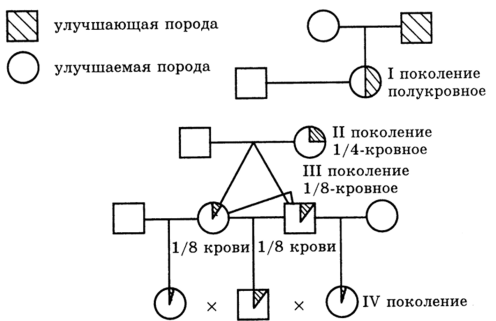 улучшающая порода
улучшаемая порода
I поколение
полукровное
II поколение
1/4-кровное
III поколение
1/8-кровное
1/8 крови 1/8 крови
× ×
IV поколение